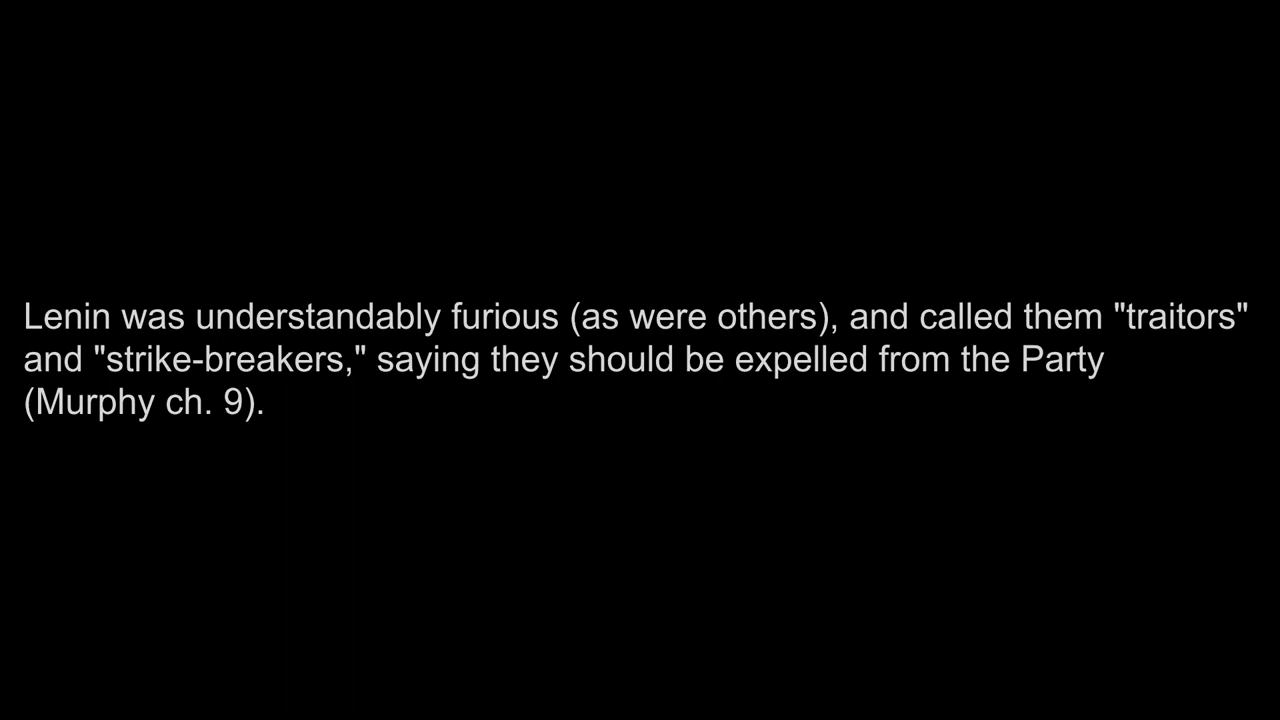 Lenin was understandably furious (as were others), and called them "traitors"
and "strike-breakers," saying they should be expelled from the Party
(Murphy ch. 9).